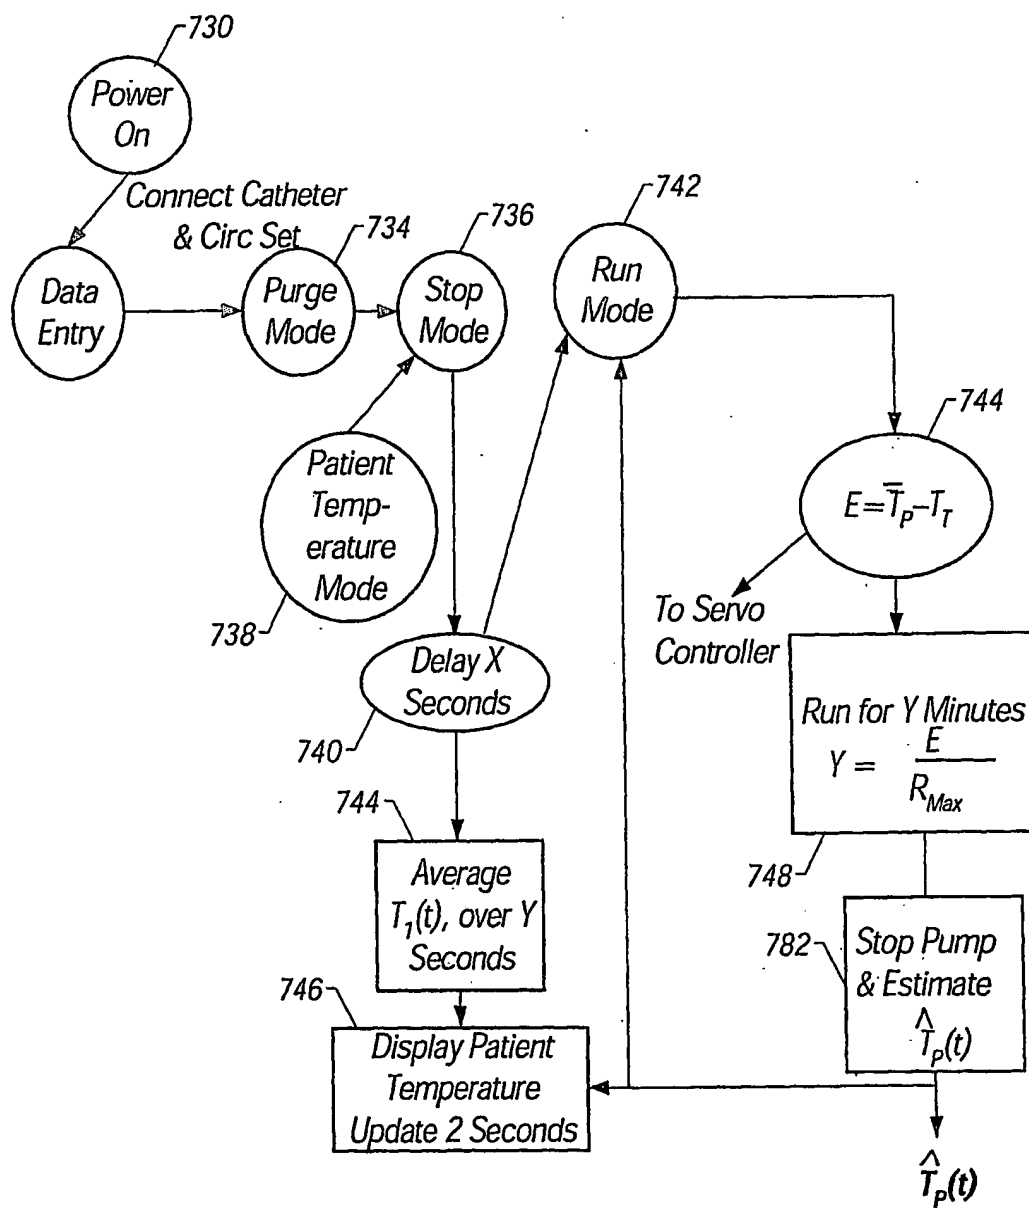 730
Power
On
Connect Catheter
& Circ Set
734
736
742
Data
Entry
Purge
Mode
Stop
Mode
Run
Mode
744
E = T̅P – TT
Patient
Temp-
erature
Mode
738
To Servo
Controller
Delay X
Seconds
740
Run for Y Minutes
Y = E
RMax
748
744
Average
T1(t), over Y
Seconds
782
Stop Pump
& Estimate
T̂P(t)
746
Display Patient
Temperature
Update 2 Seconds
T̂P(t)